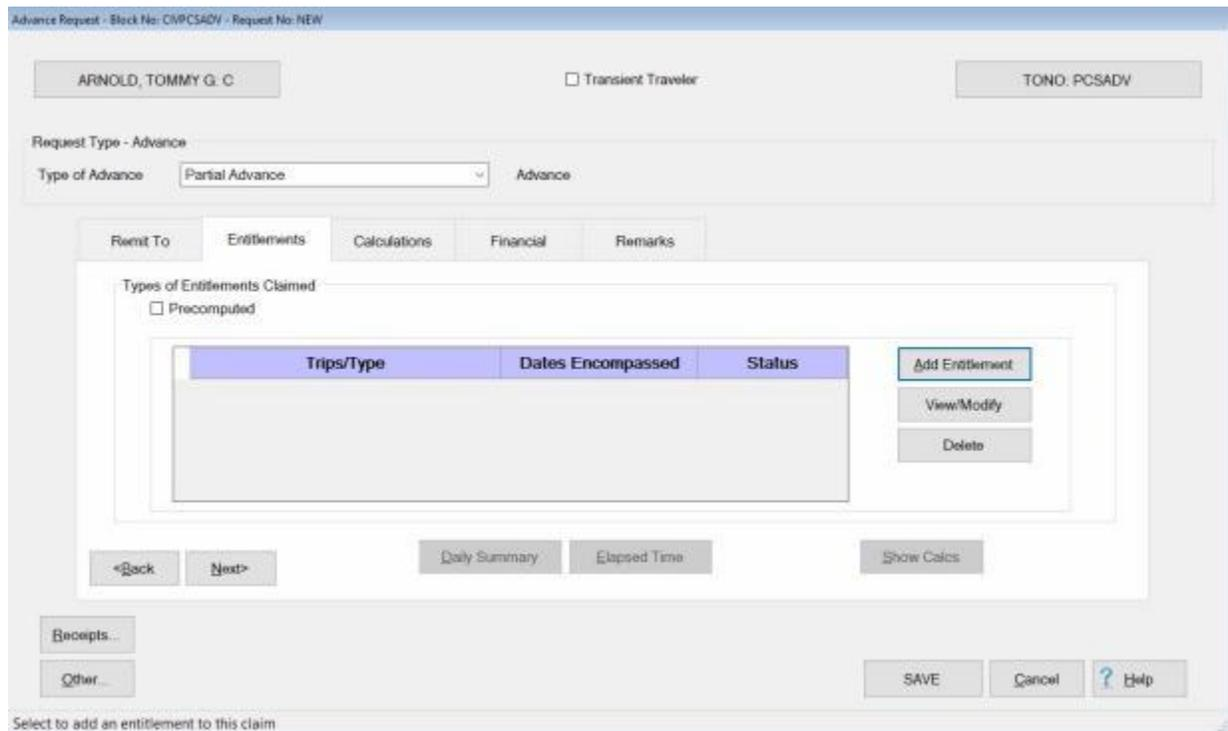 Advance Request - Block No: CIVPCSADV - Request No: NEW
ARNOLD, TOMMY G. C
Transient Traveler
TONO: PCSADV
Request Type - Advance
Type of Advance
Partial Advance
Advance
Remit To
Entitlements
Calculations
Financial
Remarks
Types of Entitlements Claimed
Precomputed
Trips/Type
Dates Encompassed
Status
Add Entitlement
View/Modify
Delete
<Back
Next>
Daily Summary
Elapsed Time
Show Calcs
Receipts...
Other...
SAVE
Cancel
? Help
Select to add an entitlement to this claim